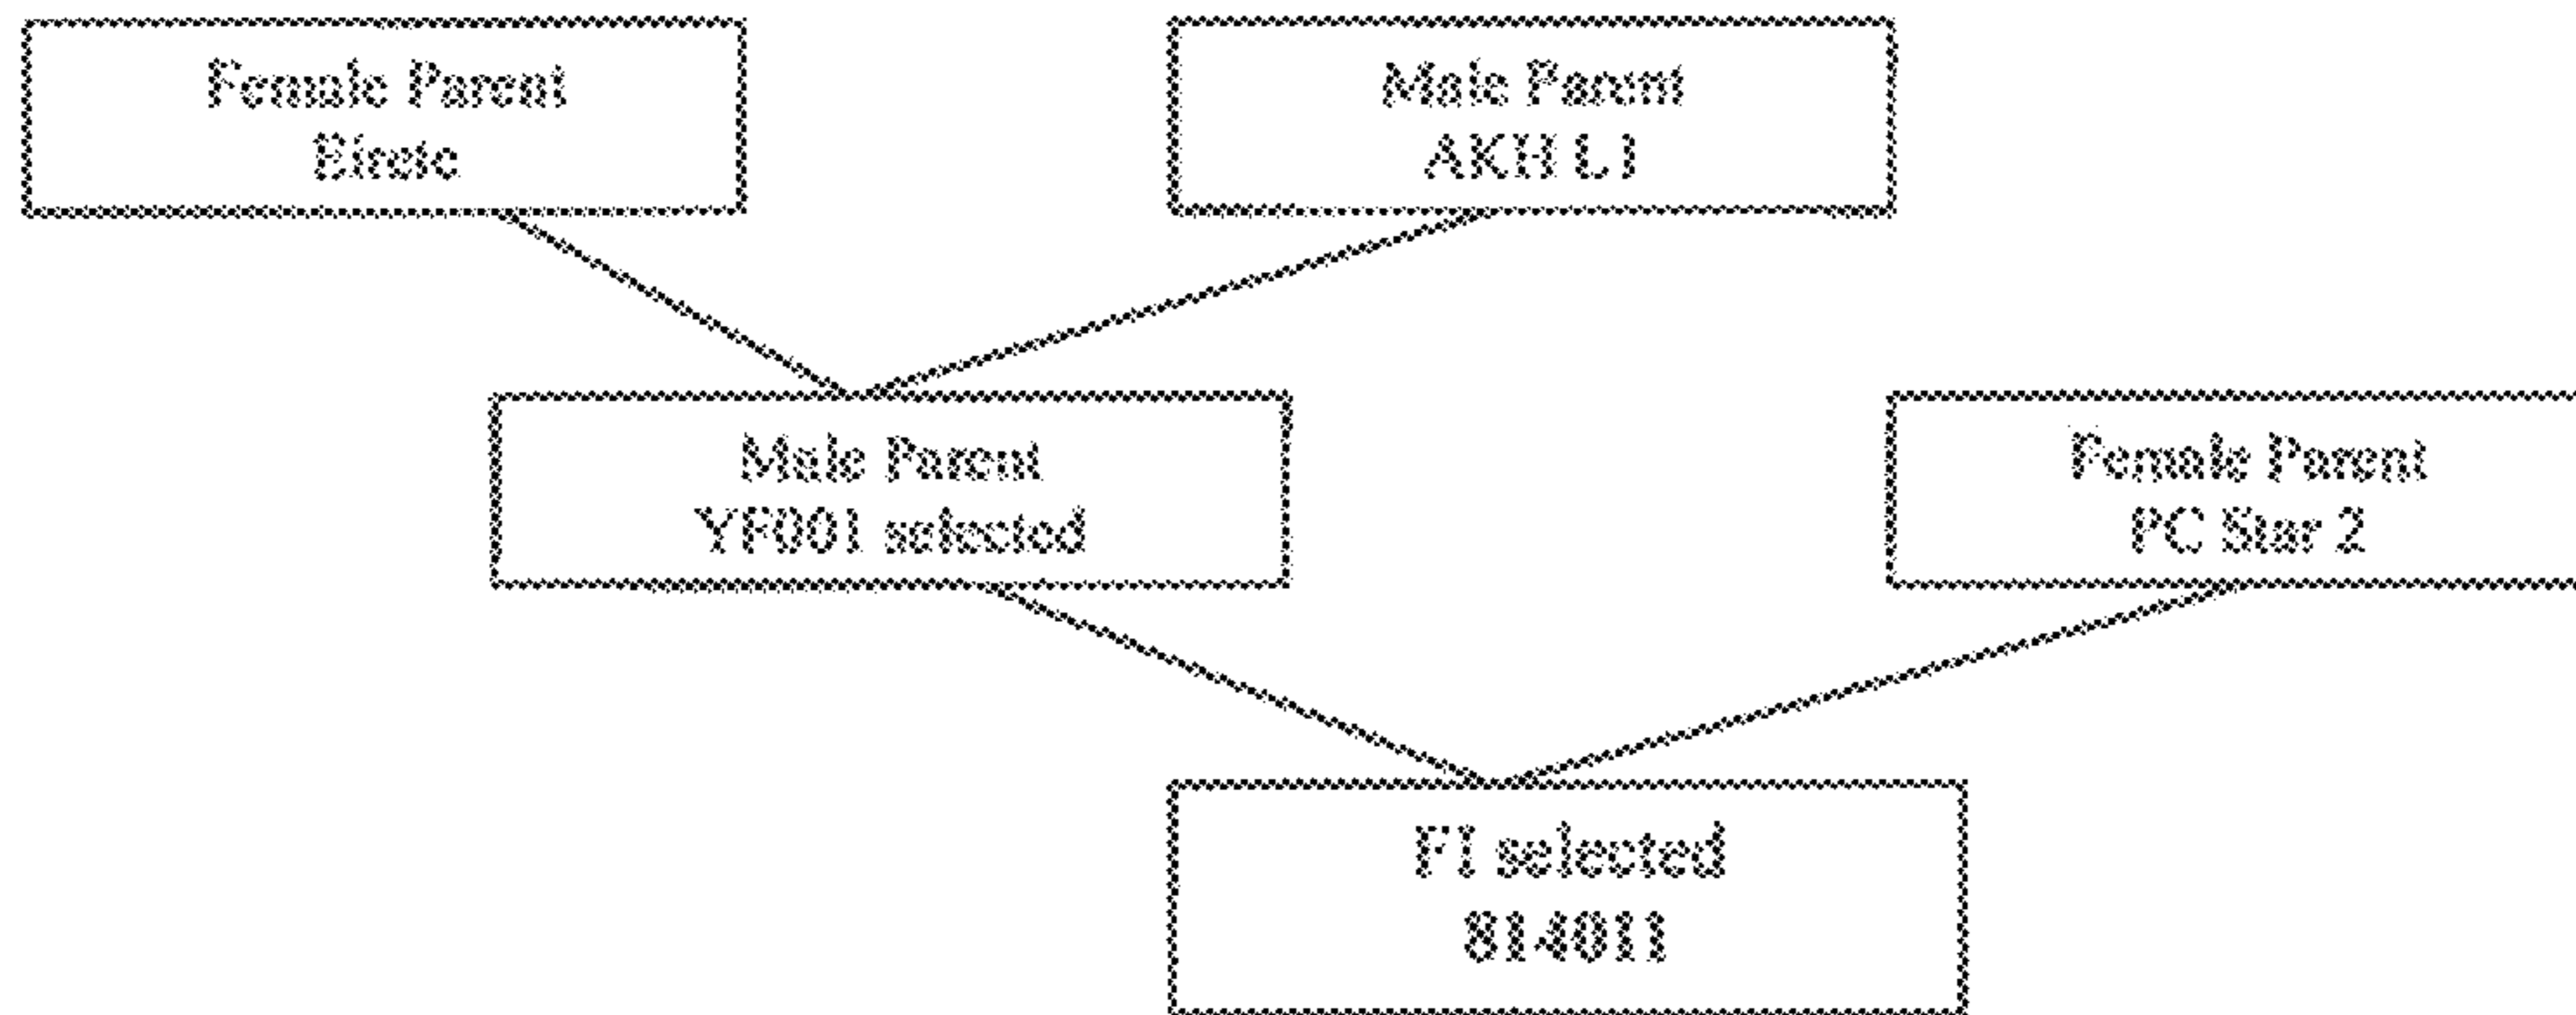 Female Parent
Eirete
Male Parent
AKH L1
Male Parent
YF001 selected
Female Parent
PC Star 2
F1 selected
814011